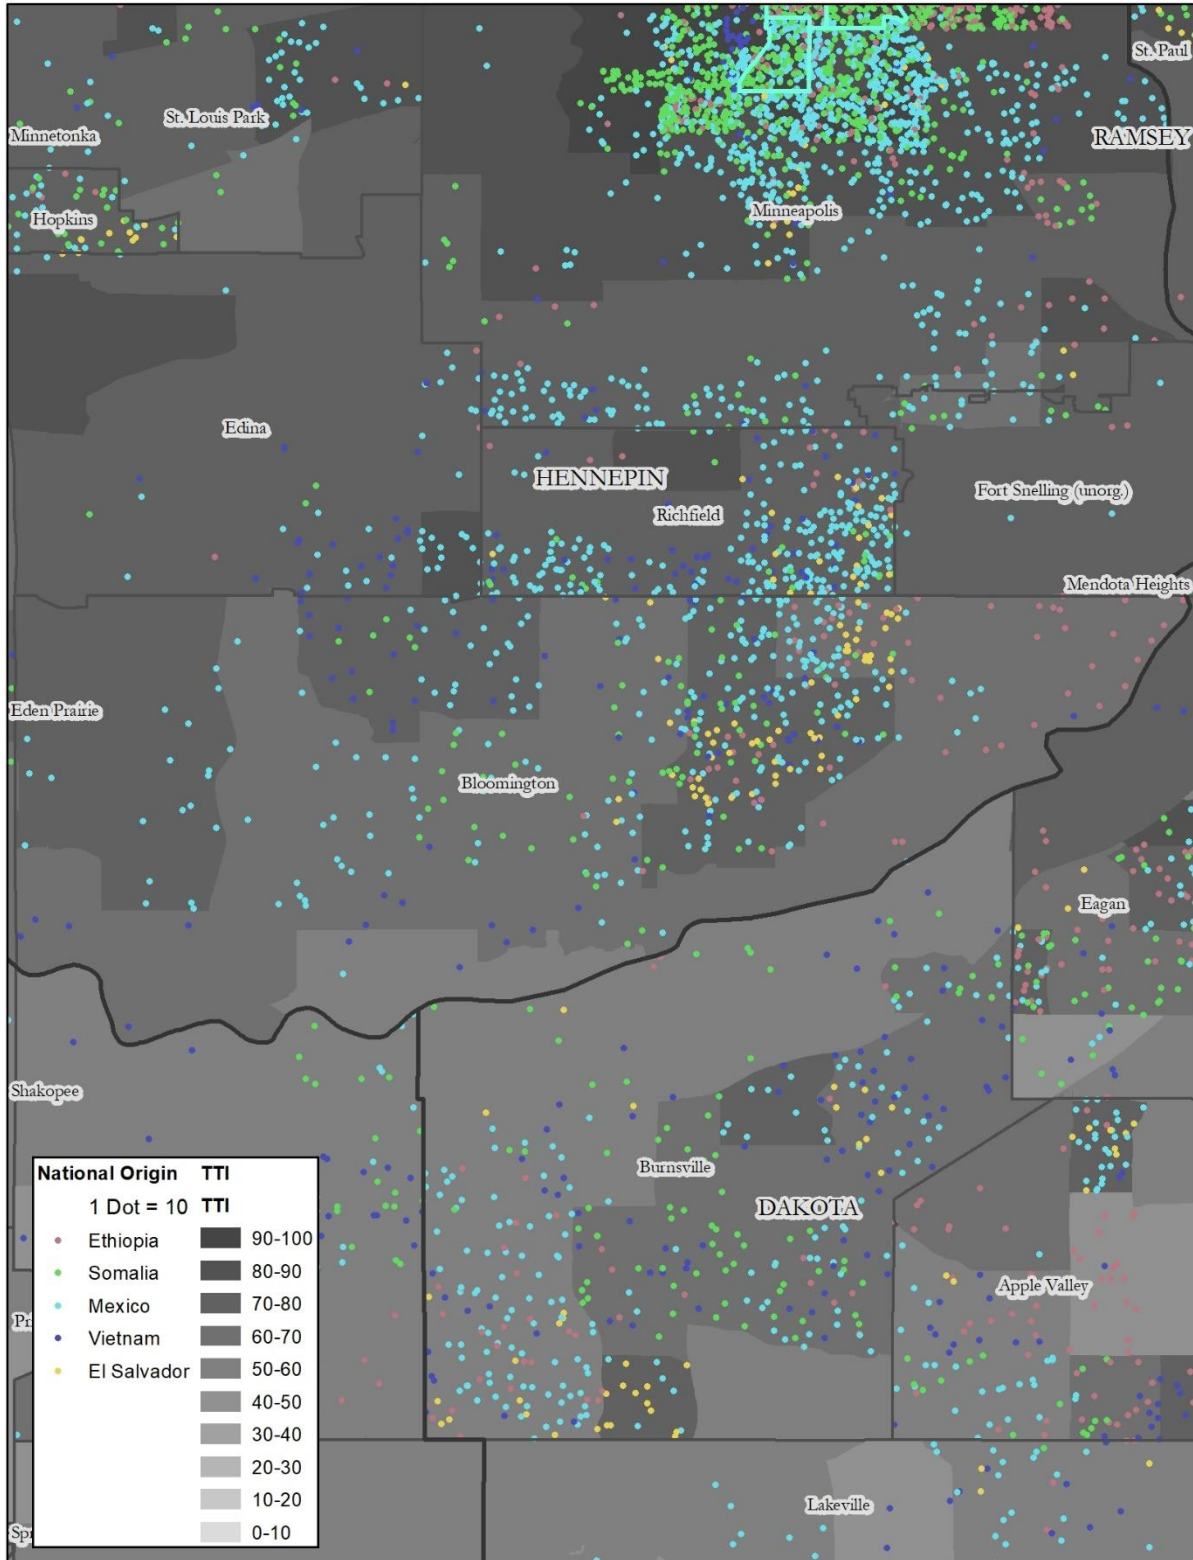 St. Paul
St. Louis Park
Minnetonka
RAMSEY
Hopkins
Minneapolis
Edina
HENNEPIN
Fort Snelling (unorg.)
Richfield
Mendota Heights
Eden Prairie
Bloomington
Eagan
Shakopee
Burnsville
DAKOTA
Apple Valley
Pr
Lakeville
Spr
National Origin TTI
1 Dot = 10 TTI
Ethiopia 90-100
Somalia 80-90
Mexico 70-80
Vietnam 60-70
El Salvador 50-60
40-50
30-40
20-30
10-20
0-10